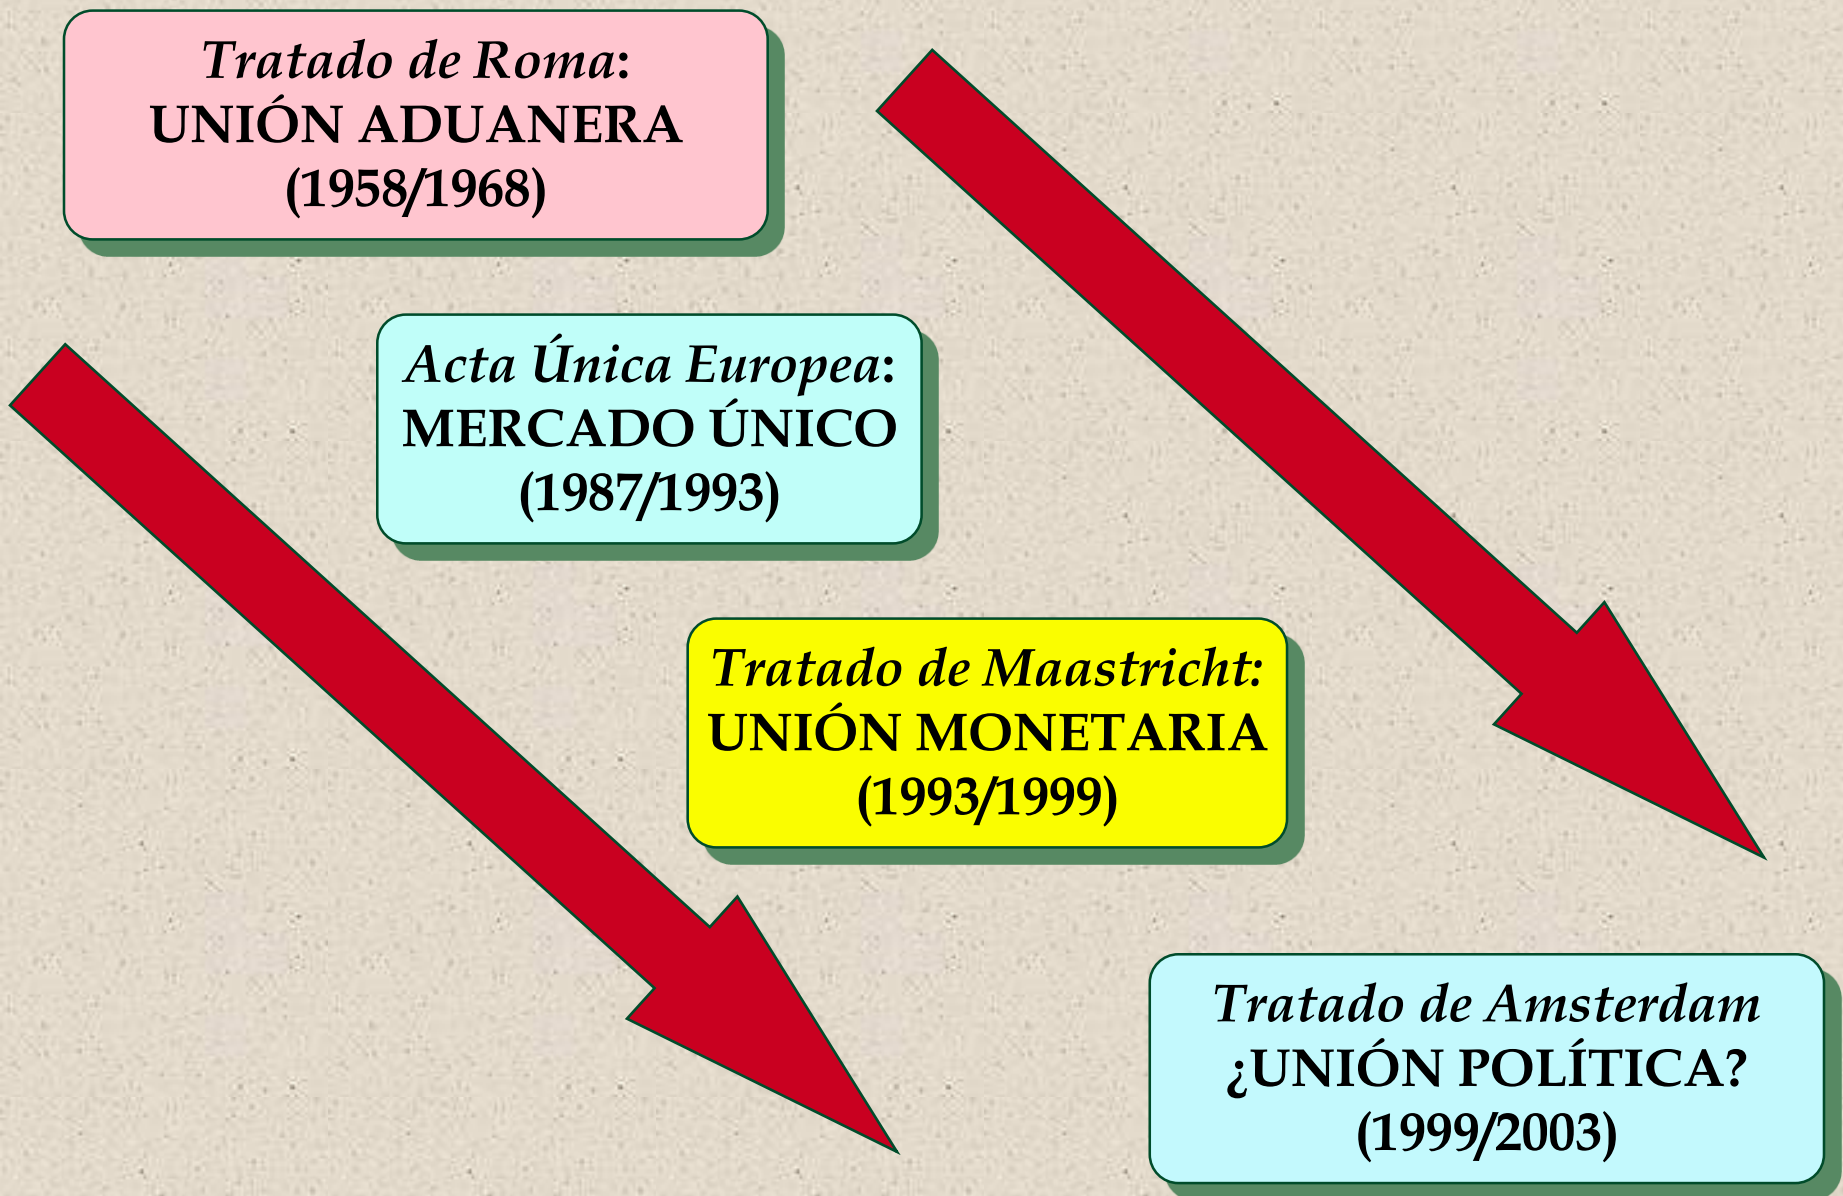 Tratado de Roma:
UNIÓN ADUANERA
(1958/1968)
Acta Única Europea:
MERCADO ÚNICO
(1987/1993)
Tratado de Maastricht:
UNIÓN MONETARIA
(1993/1999)
Tratado de Amsterdam
¿UNIÓN POLÍTICA?
(1999/2003)